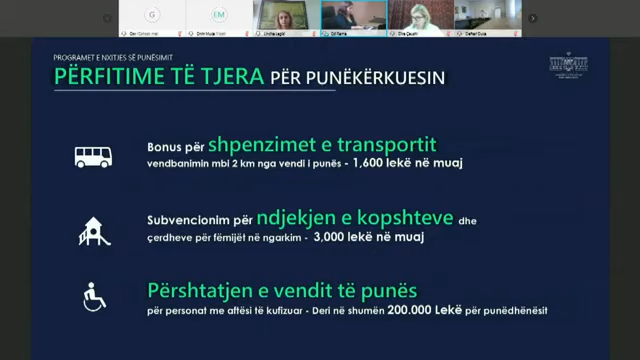 G
EM
PROGRAMET E NXITJES SË PUNËSIMIT
PËRFITIME TË TJERA PËR PUNËKËRKUESIN
Bonus për shpenzimet e transportit
vendbanimin mbi 2 km nga vendi i punës - 1,600 lekë në muaj
Subvencionim për ndjekjen e kopshteve dhe
çerdheve për fëmijët në ngarkim - 3,000 lekë në muaj
Përshtatjen e vendit të punës
për personat me aftësi të kufizuar - Deri në shumën 200.000 Lekë për punëdhënësit